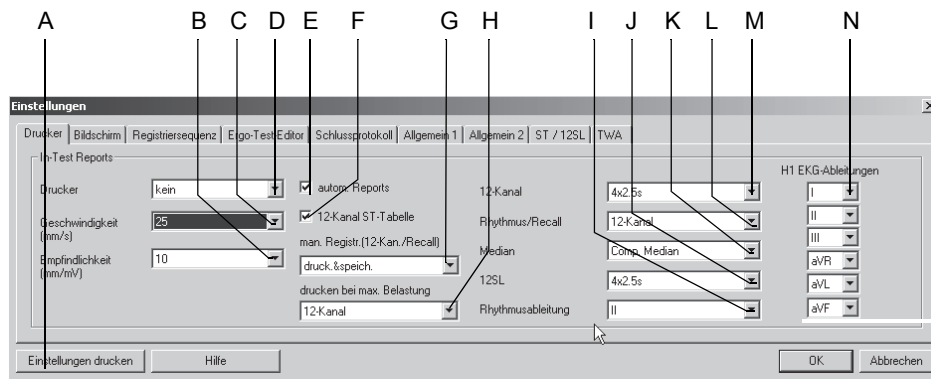 A B C D E F G H I J K L M N
Einstellungen
Drucker Bildschirm Registriersequenz Ergo-Test Editor Schlussprotokoll Allgemein 1 Allgemein 2 ST / 12SL TWA
In-Test Reports
H1 EKG-Ableitungen
Drucker kein autom. Reports 12-Kanal 4x2.5s I
Geschwindigkeit (mm/s) 25 12-Kanal ST-Tabelle Rhythmus/Recall 12-Kanal II
man. Registr.(12-Kan./Recall) III
Empfindlichkeit (mm/mV) 10 druck.&speich. Median Comp. Median aVR
drucken bei max. Belastung 12SL 4x2.5s aVL
12-Kanal Rhythmusableitung II aVF
Einstellungen drucken Hilfe OK Abbrechen